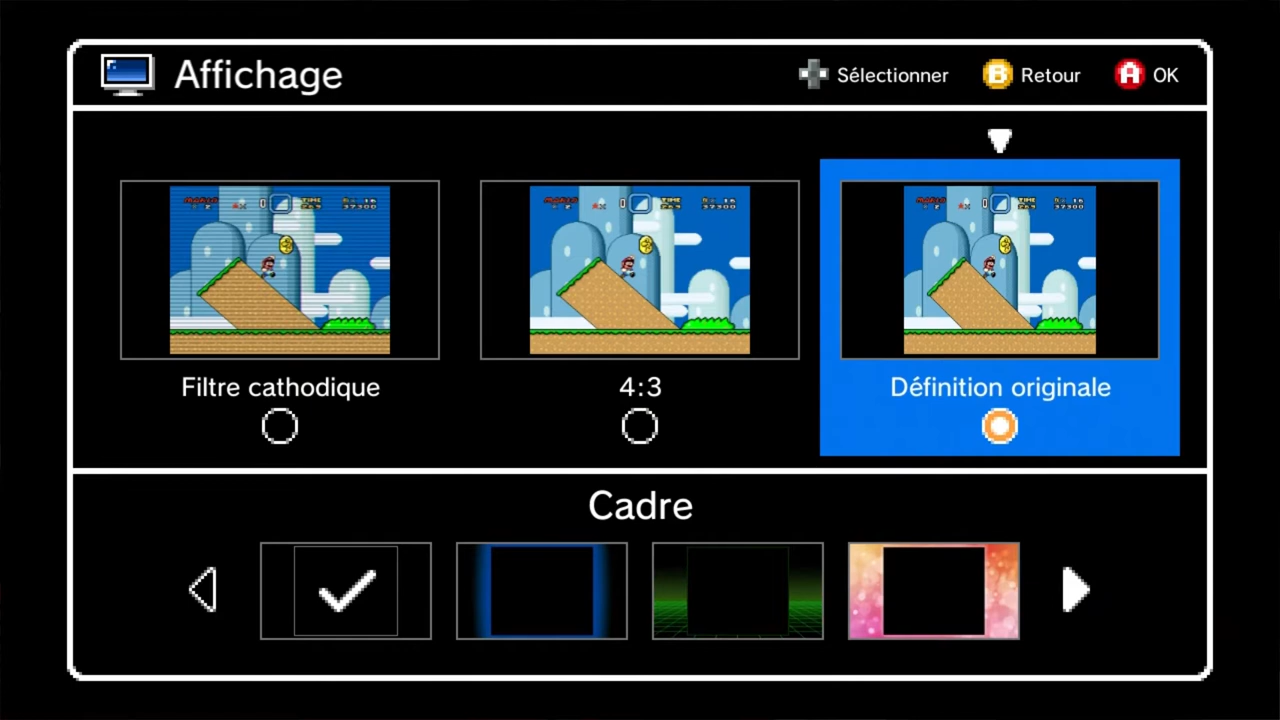 Affichage
Sélectionner
B Retour
A OK
Filtre cathodique
4:3
Définition originale
Cadre